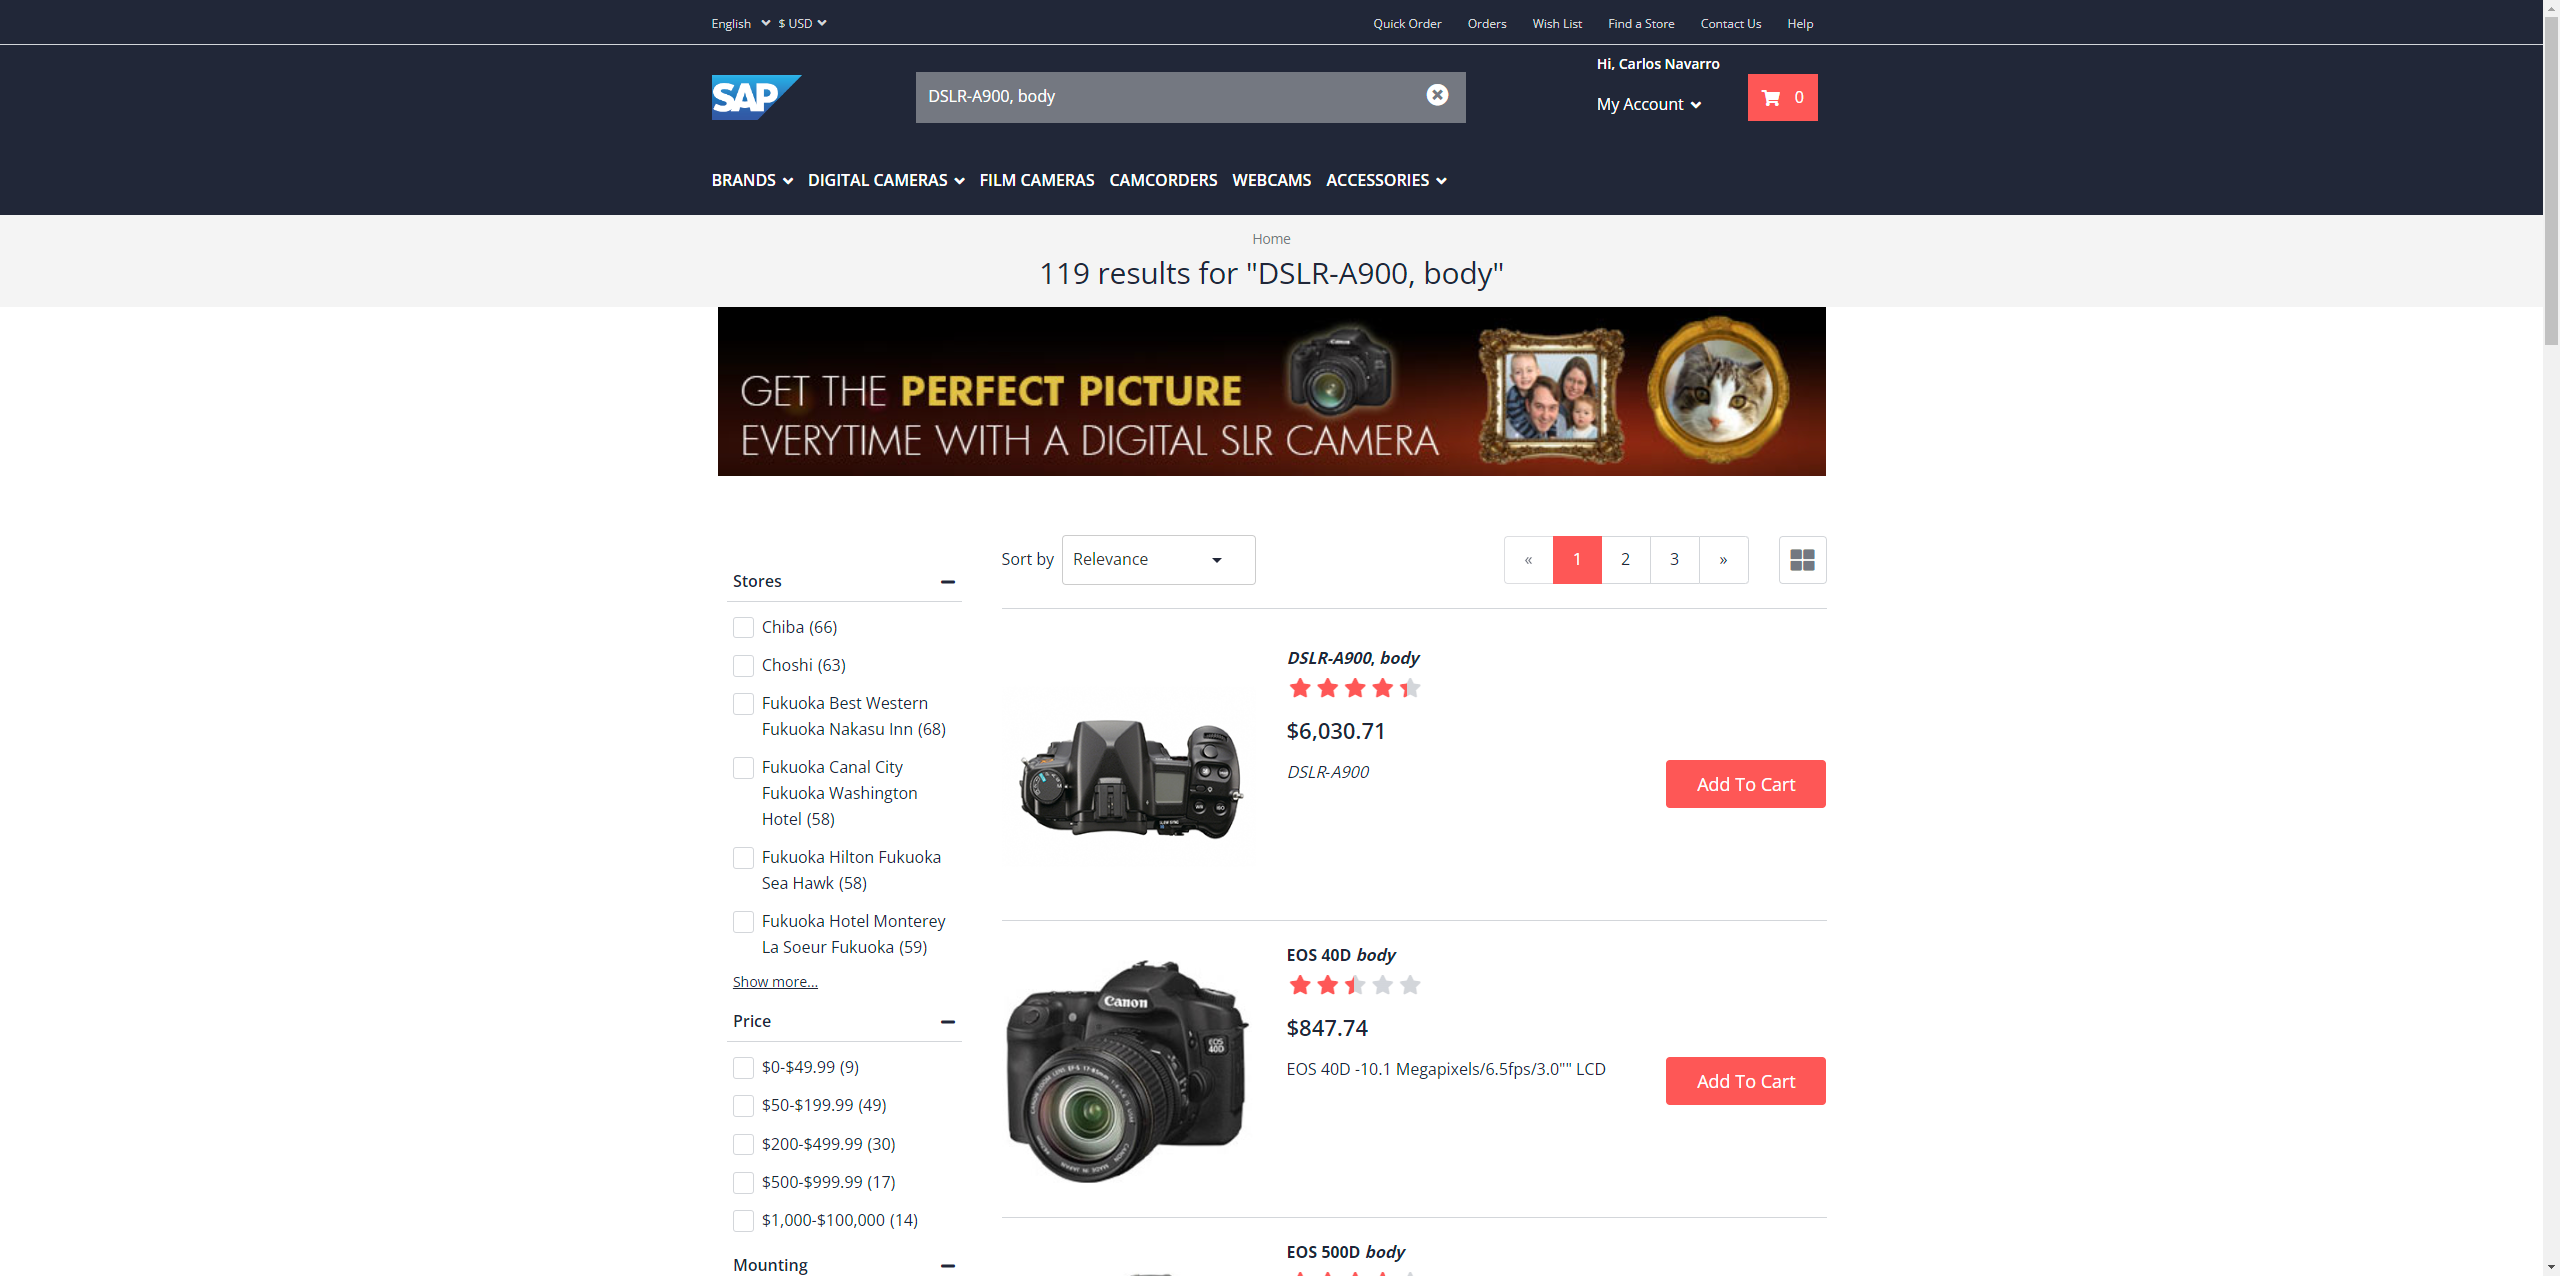 English $ USD Quick Order Orders Wish List Find a Store Contact Us Help
Hi, Carlos Navarro
SAP DSLR-A900, body My Account 0
BRANDS DIGITAL CAMERAS FILM CAMERAS CAMCORDERS WEBCAMS ACCESSORIES
Home
119 results for "DSLR-A900, body"
GET THE PERFECT PICTURE
EVERYTIME WITH A DIGITAL SLR CAMERA
Sort by Relevance « 1 2 3 »
Stores
Chiba (66)
Choshi (63)
Fukuoka Best Western
Fukuoka Nakasu Inn (68)
Fukuoka Canal City
Fukuoka Washington
Hotel (58)
Fukuoka Hilton Fukuoka
Sea Hawk (58)
Fukuoka Hotel Monterey
La Soeur Fukuoka (59)
Show more...
Price
$0-$49.99 (9)
$50-$199.99 (49)
$200-$499.99 (30)
$500-$999.99 (17)
$1,000-$100,000 (14)
Mounting
DSLR-A900, body
$6,030.71
DSLR-A900
Add To Cart
Canon
EOS
40D
EOS 40D body
$847.74
EOS 40D -10.1 Megapixels/6.5fps/3.0"" LCD
Add To Cart
EOS 500D body